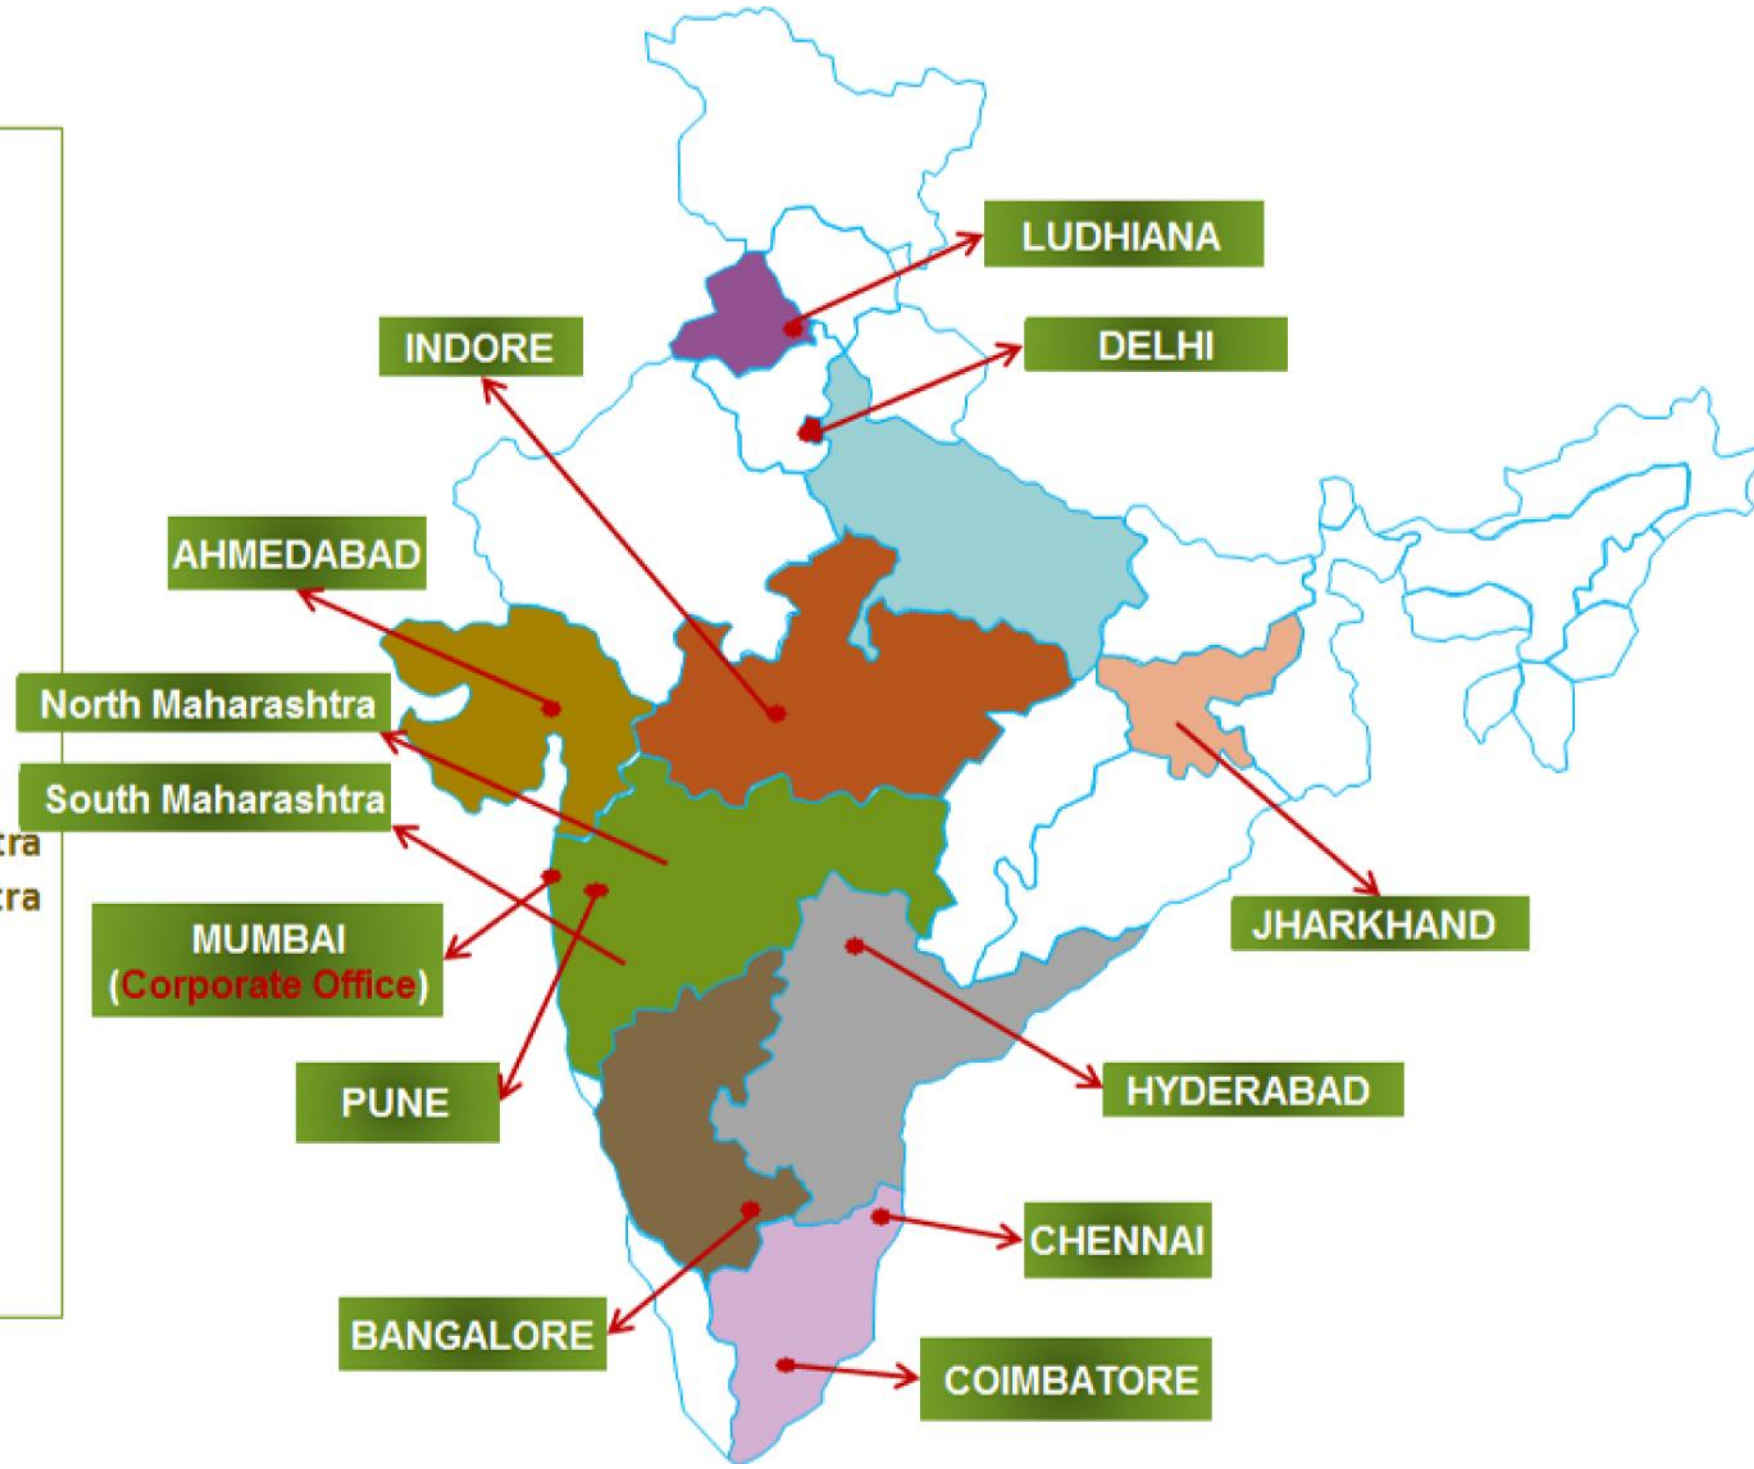 LUDHIANA
INDORE
DELHI
AHMEDABAD
North Maharashtra
South Maharashtra
MUMBAI
(Corporate Office)
JHARKHAND
PUNE
HYDERABAD
CHENNAI
BANGALORE
COIMBATORE